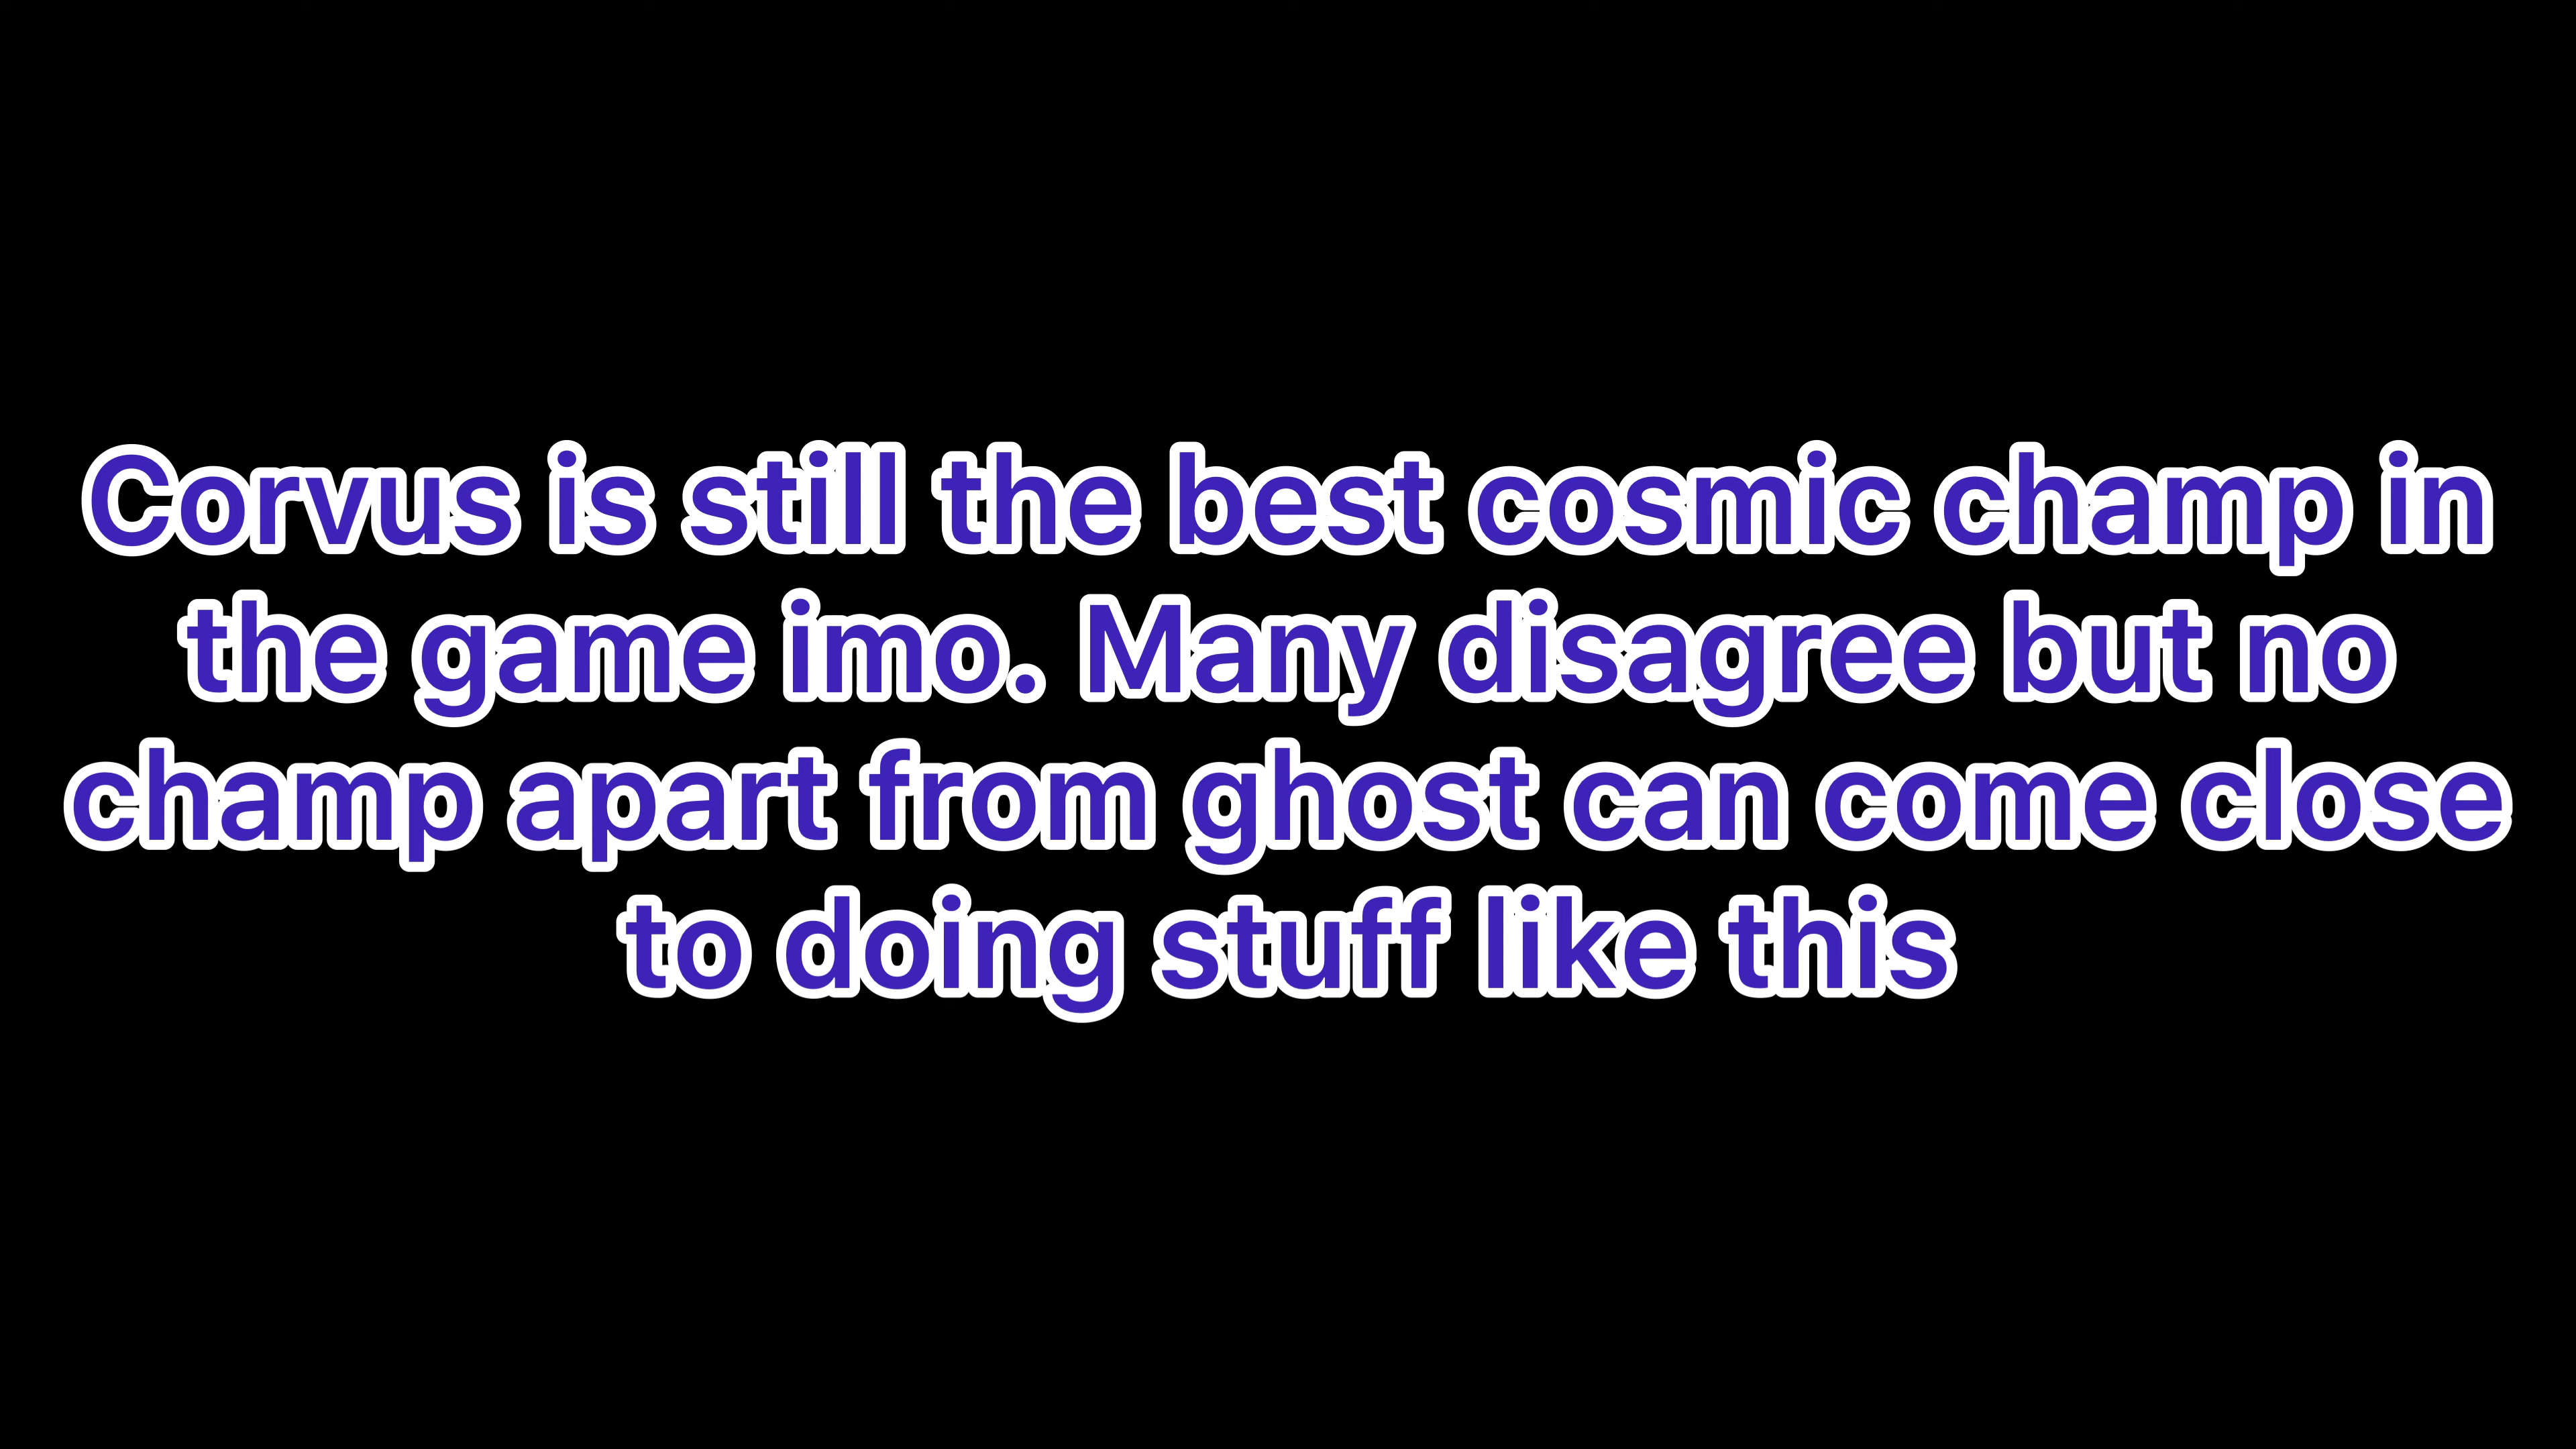 Corvus is still the best cosmic champ in
the game imo. Many disagree but no
champ apart from ghost can come close
to doing stuff like this